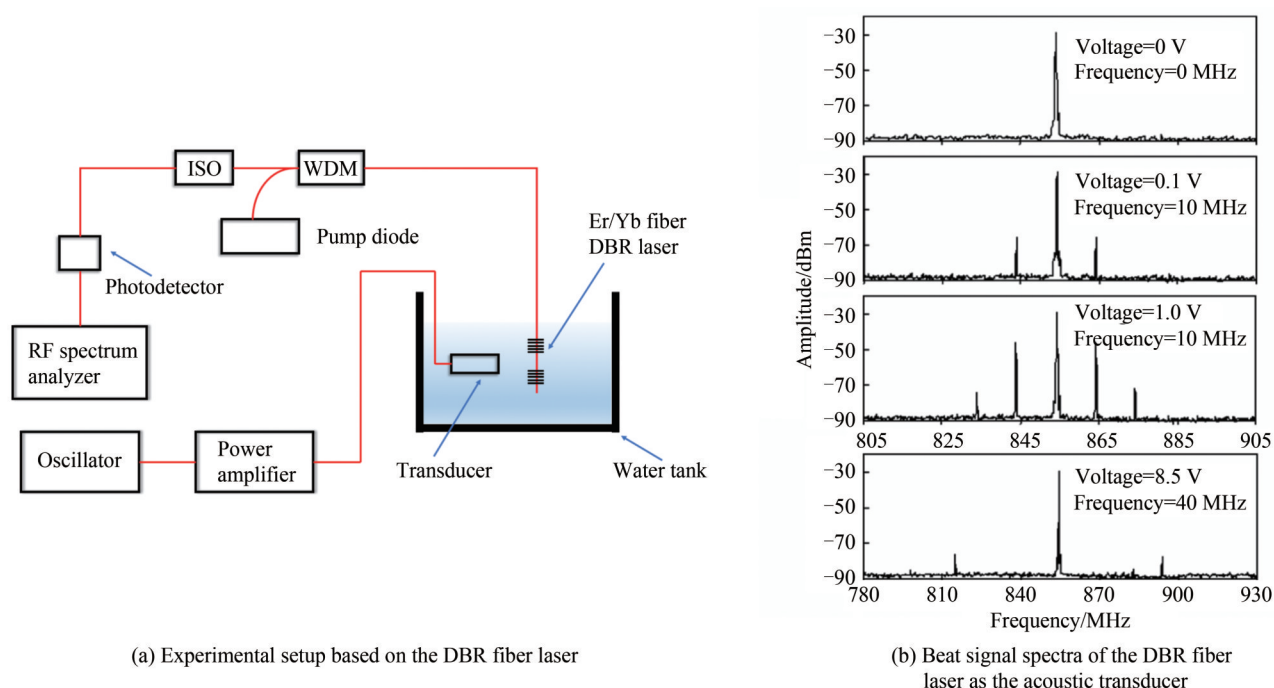 ISO
WDM
Pump diode
Er/Yb fiber
DBR laser
Photodetector
RF spectrum
analyzer
Oscillator
Power
amplifier
Transducer
Water tank
(a) Experimental setup based on the DBR fiber laser
Amplitude/dBm
−30
−50
−70
−90
Voltage=0 V
Frequency=0 MHz
−30
−50
−70
−90
Voltage=0.1 V
Frequency=10 MHz
−30
−50
−70
−90
Voltage=1.0 V
Frequency=10 MHz
805 825 845 865 885 905
−30
−50
−70
−90
Voltage=8.5 V
Frequency=40 MHz
780 810 840 870 900 930
Frequency/MHz
(b) Beat signal spectra of the DBR fiber
laser as the acoustic transducer